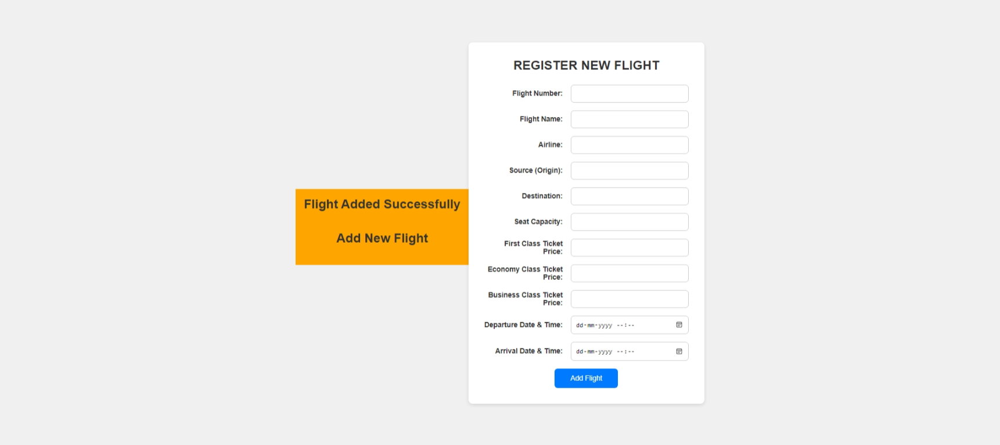 Flight Added Successfully
Add New Flight
REGISTER NEW FLIGHT
Flight Number:
Flight Name:
Airline:
Source (Origin):
Destination:
Seat Capacity:
First Class Ticket
Price:
Economy Class Ticket
Price:
Business Class Ticket
Price:
Departure Date & Time: dd-mm-yyyy --:--
Arrival Date & Time: dd-mm-yyyy --:--
Add Flight